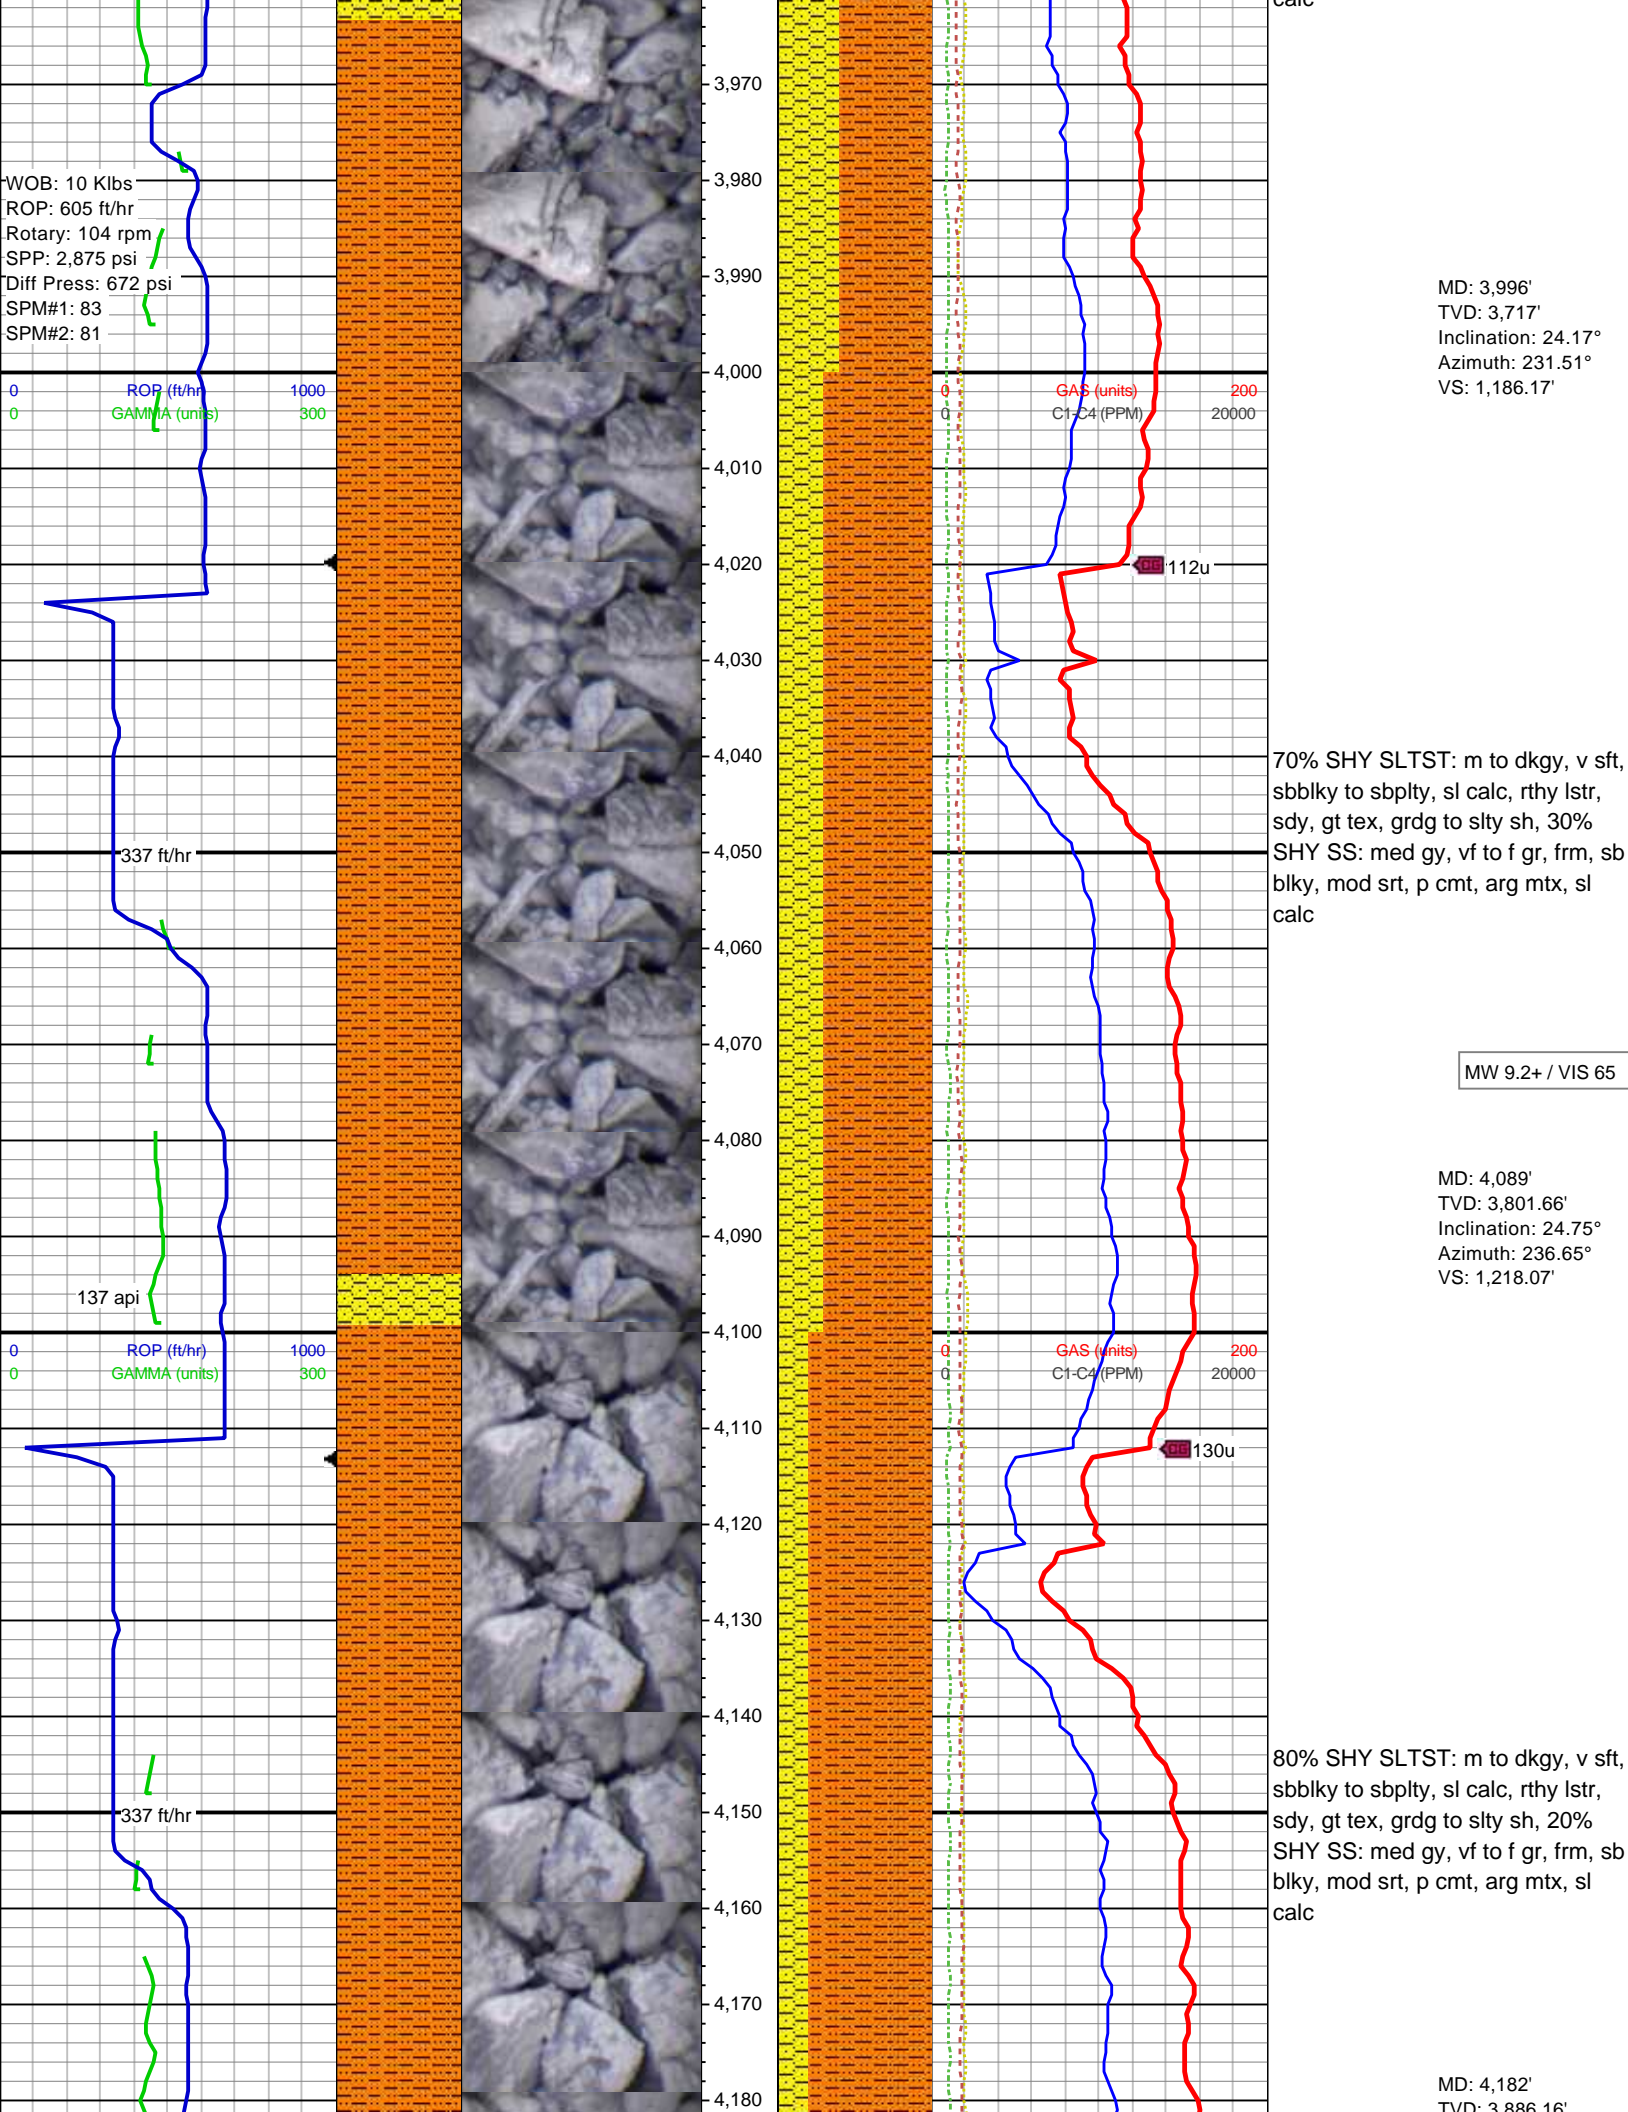 calc
3,970
3,980
WOB: 10 Klbs
ROP: 605 ft/hr
Rotary: 104 rpm
SPP: 2,875 psi
Diff Press: 672 psi
SPM#1: 83
SPM#2: 81
3,990
MD: 3,996'
TVD: 3,717'
Inclination: 24.17°
Azimuth: 231.51°
VS: 1,186.17'
4,000
0 ROP (ft/hr) 1000
0 GAMMA (units) 300
0 GAS (units) 200
0 C1-C4 (PPM) 20000
4,010
4,020
CG 112u
4,030
4,040
70% SHY SLTST: m to dkgy, v sft,
sbblky to sbplty, sl calc, rthy lstr,
sdy, gt tex, grdg to slty sh, 30%
SHY SS: med gy, vf to f gr, frm, sb
blky, mod srt, p cmt, arg mtx, sl
calc
337 ft/hr
4,050
4,060
4,070
MW 9.2+ / VIS 65
4,080
MD: 4,089'
TVD: 3,801.66'
Inclination: 24.75°
Azimuth: 236.65°
VS: 1,218.07'
4,090
137 api
4,100
0 ROP (ft/hr) 1000
0 GAMMA (units) 300
0 GAS (units) 200
0 C1-C4 (PPM) 20000
4,110
CG 130u
4,120
4,130
4,140
80% SHY SLTST: m to dkgy, v sft,
sbblky to sbplty, sl calc, rthy lstr,
sdy, gt tex, grdg to slty sh, 20%
SHY SS: med gy, vf to f gr, frm, sb
blky, mod srt, p cmt, arg mtx, sl
calc
337 ft/hr
4,150
4,160
4,170
4,180
MD: 4,182'
TVD: 3,886.16'